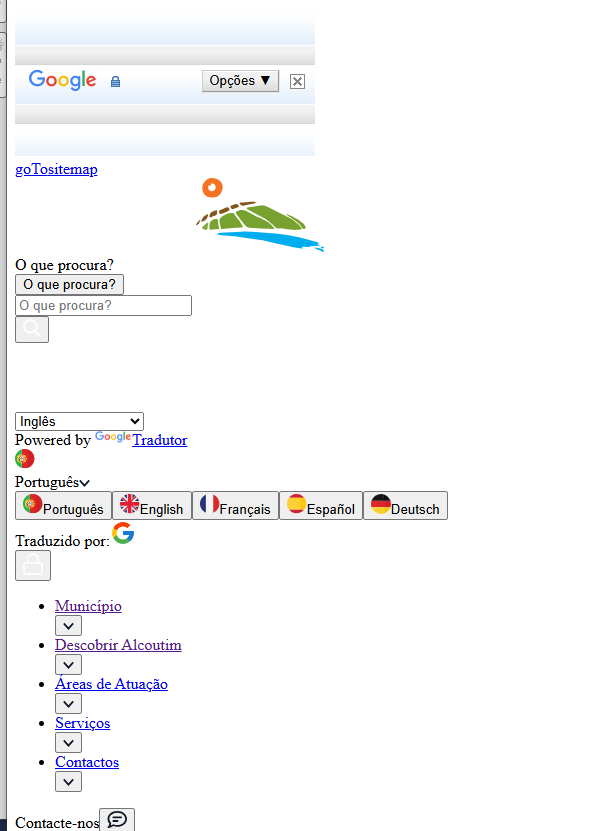 Google Opções ▼
goTositemap
O que procura?
O que procura?
O que procura?
Inglês
Powered by Google Tradutor
Português
Português English Français Español Deutsch
Traduzido por: G
Município
Descobrir Alcoutim
Áreas de Atuação
Serviços
Contactos
Contacte-nos